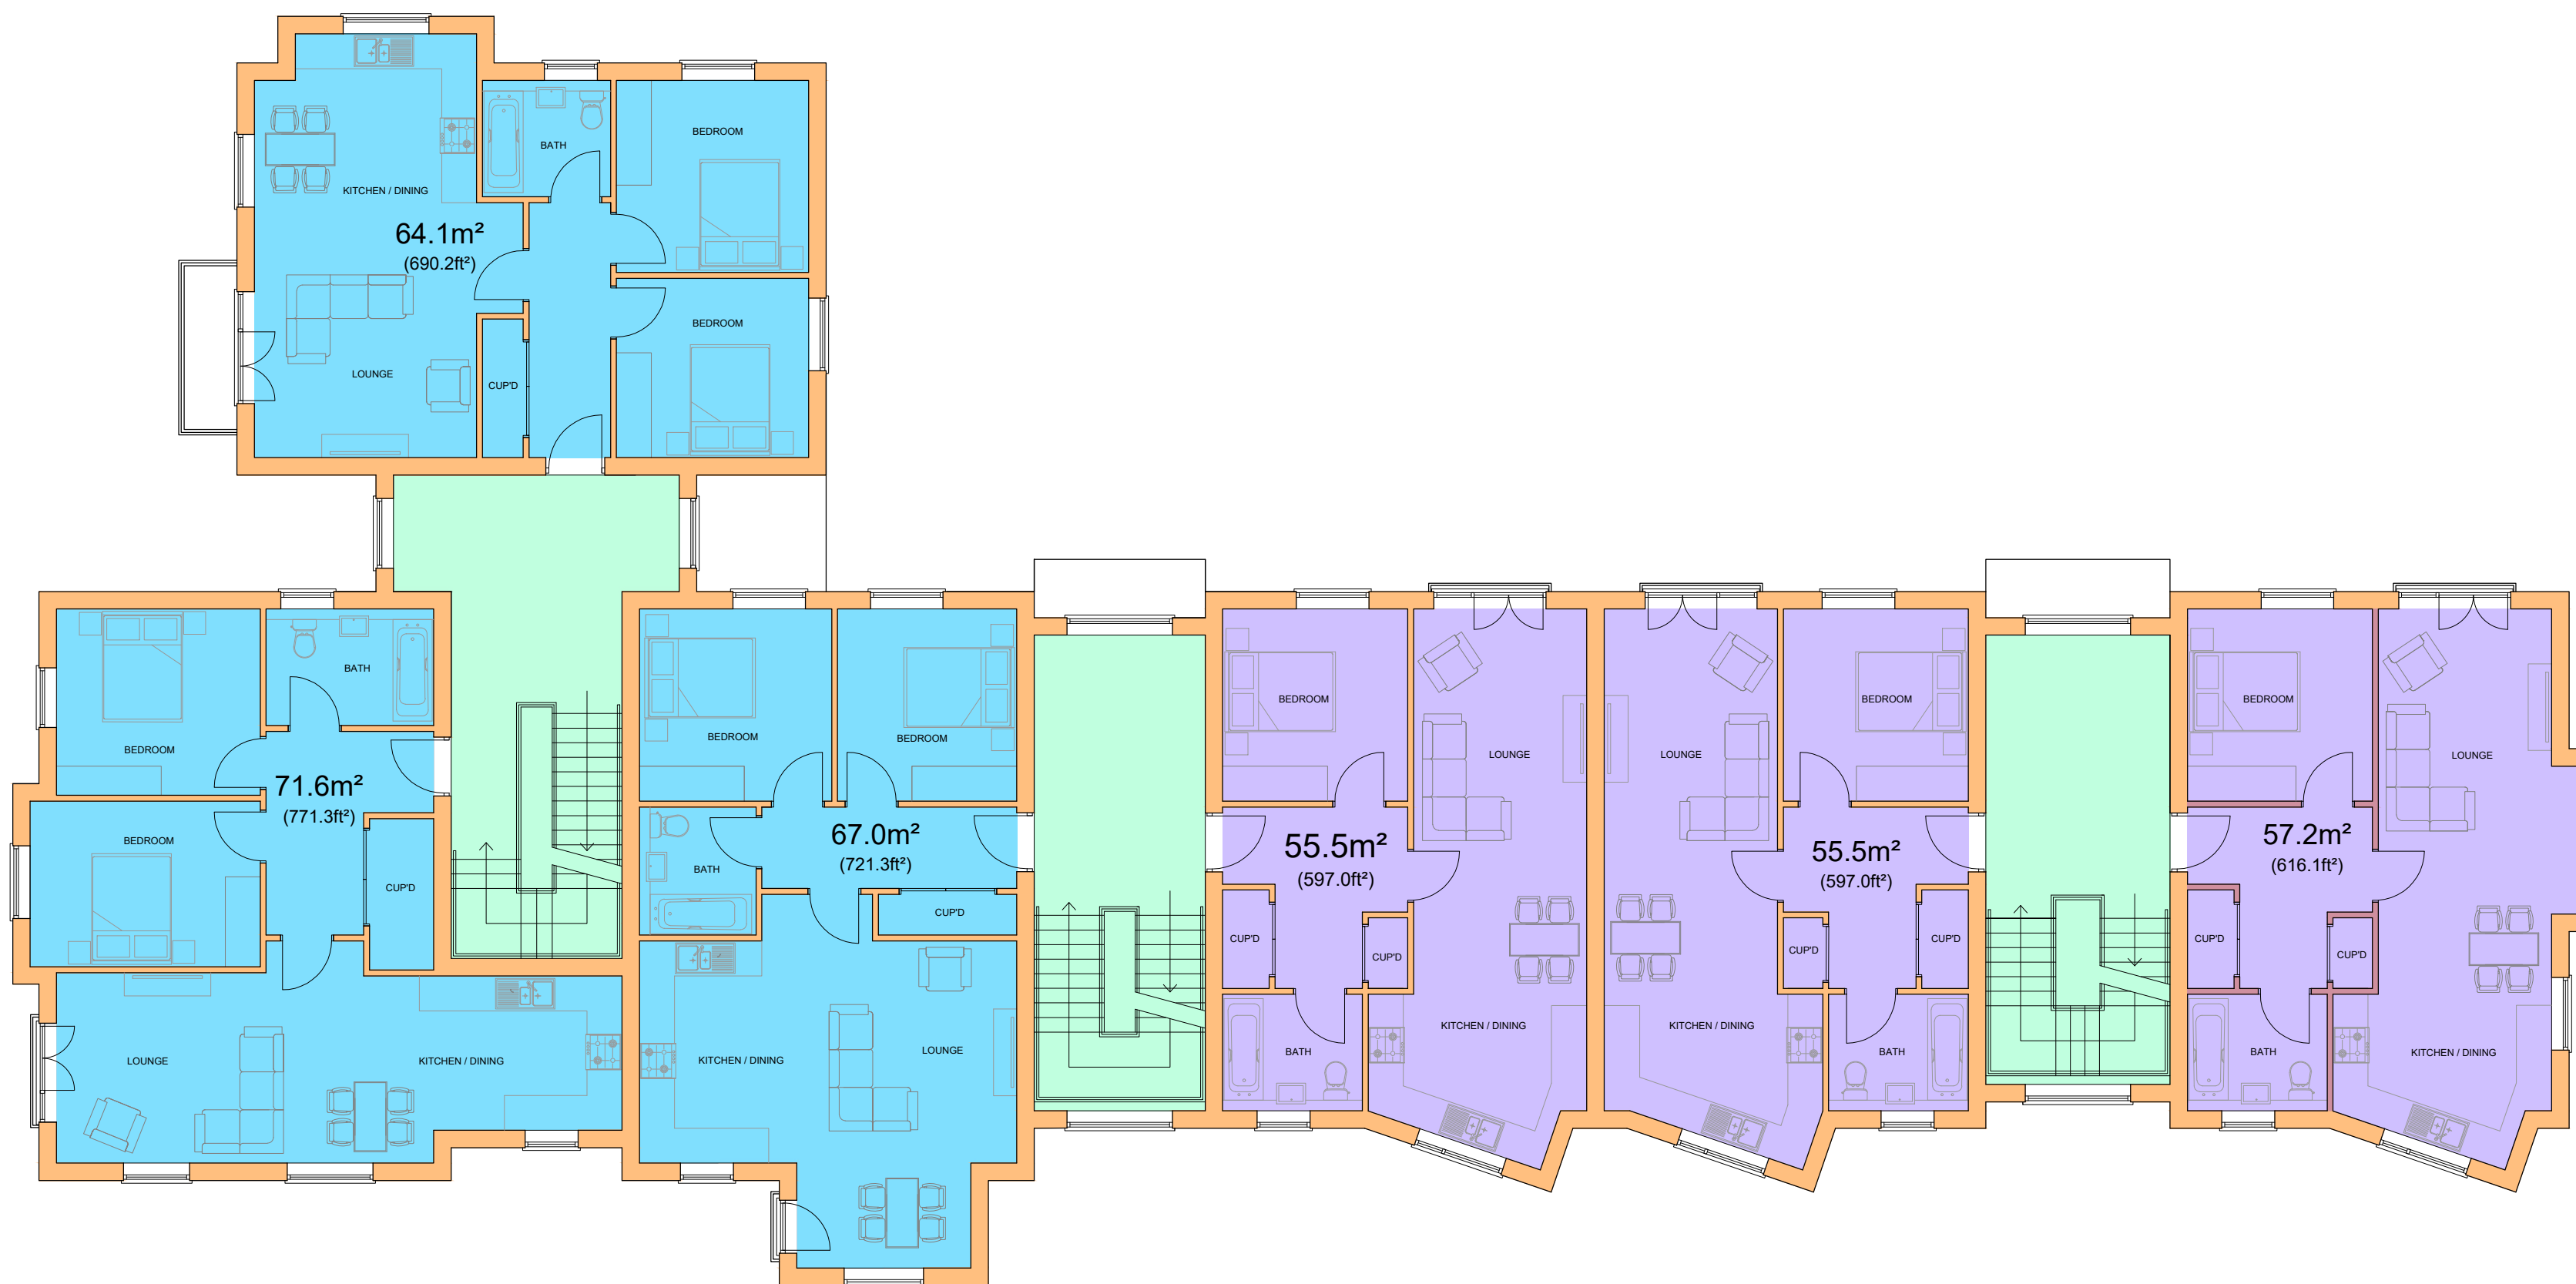 BEDROOM
BATH
KITCHEN / DINING
64.1m²
(690.2ft²)
BEDROOM
LOUNGE
CUP'D
BATH
BEDROOM
71.6m²
(771.3ft²)
BEDROOM
CUP'D
LOUNGE
KITCHEN / DINING
BEDROOM
BEDROOM
67.0m²
(721.3ft²)
BATH
CUP'D
KITCHEN / DINING
LOUNGE
BEDROOM
LOUNGE
55.5m²
(597.0ft²)
CUP'D
CUP'D
KITCHEN / DINING
BATH
LOUNGE
BEDROOM
55.5m²
(597.0ft²)
CUP'D
CUP'D
KITCHEN / DINING
BATH
BEDROOM
LOUNGE
57.2m²
(616.1ft²)
CUP'D
CUP'D
BATH
KITCHEN / DINING